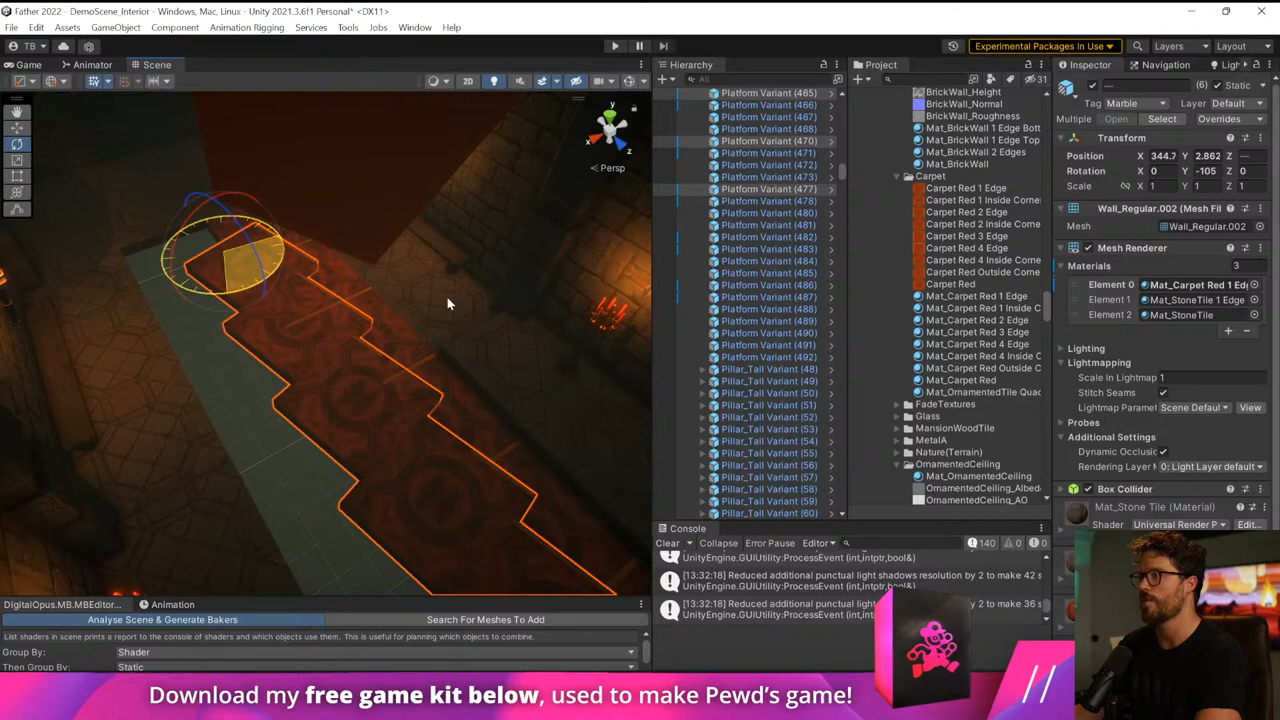 Father 2022 - DemoScene_Interior - Windows, Mac, Linux - Unity 2021.3.6f1 Personal* <DX11>
File Edit Assets GameObject Component Animation Rigging Services Tools Jobs Window Help
TB
Experimental Packages In Use
Layers
Layout
Game
Animator
Scene
2D
y
x
z
Persp
Hierarchy
All
Platform Variant (465)
Platform Variant (466)
Platform Variant (467)
Platform Variant (468)
Platform Variant (470)
Platform Variant (471)
Platform Variant (472)
Platform Variant (473)
Platform Variant (477)
Platform Variant (478)
Platform Variant (480)
Platform Variant (481)
Platform Variant (482)
Platform Variant (483)
Platform Variant (484)
Platform Variant (485)
Platform Variant (486)
Platform Variant (487)
Platform Variant (488)
Platform Variant (489)
Platform Variant (490)
Platform Variant (491)
Platform Variant (492)
Pillar_Tall Variant (48)
Pillar_Tall Variant (49)
Pillar_Tall Variant (50)
Pillar_Tall Variant (51)
Pillar_Tall Variant (52)
Pillar_Tall Variant (53)
Pillar_Tall Variant (54)
Pillar_Tall Variant (55)
Pillar_Tall Variant (56)
Pillar_Tall Variant (57)
Pillar_Tall Variant (58)
Pillar_Tall Variant (59)
Pillar_Tall Variant (60)
Project
31
BrickWall_Height
BrickWall_Normal
BrickWall_Roughness
Mat_BrickWall 1 Edge Bott
Mat_BrickWall 1 Edge Top
Mat_BrickWall 2 Edges
Mat_BrickWall
Carpet
Carpet Red 1 Edge
Carpet Red 1 Inside Corne
Carpet Red 2 Edge
Carpet Red 2 Inside Corne
Carpet Red 3 Edge
Carpet Red 4 Edge
Carpet Red 4 Inside Corne
Carpet Red Outside Corne
Carpet Red
Mat_Carpet Red 1 Edge
Mat_Carpet Red 1 Inside C
Mat_Carpet Red 2 Edge
Mat_Carpet Red 3 Edge
Mat_Carpet Red 4 Edge
Mat_Carpet Red 4 Inside C
Mat_Carpet Red Outside C
Mat_Carpet Red
Mat_OrnamentedTile Quac
FadeTextures
Glass
MansionWoodTile
MetalA
Nature(Terrain)
OrnamentedCeiling
Mat_OrnamentedCeiling
OrnamentedCeiling_Albed
OrnamentedCeiling_AO
Inspector
Navigation
Ligh
—
(6)
Static
Tag Marble Layer Default
Multiple Open Select Overrides
Transform
Position X 344.7 Y 2.862 Z —
Rotation X 0 Y -105 Z 0
Scale X 1 Y 1 Z 1
Wall_Regular.002 (Mesh Fil
Mesh Wall_Regular.002
Mesh Renderer
Materials 3
Element 0 Mat_Carpet Red 1 Edg
Element 1 Mat_StoneTile 1 Edge
Element 2 Mat_StoneTile
Lighting
Lightmapping
Scale In Lightmap 1
Stitch Seams
Lightmap Paramet Scene Defaul View
Probes
Additional Settings
Dynamic Occlusic
Rendering Layer M 0: Light Layer default
Box Collider
Mat_Stone Tile (Material)
Shader Universal Render P Edit...
Console
Clear Collapse Error Pause Editor
140 0 0
UnityEngine.GUIUtility:ProcessEvent (int,intptr,bool&)
[13:32:18] Reduced additional punctual light shadows resolution by 2 to make 42 s
UnityEngine.GUIUtility:ProcessEvent (int,intptr,bool&)
[13:32:18] Reduced additional punctual light shadows resolution by 2 to make 36 s
UnityEngine.GUIUtility:ProcessEvent (int,intptr,bool&)
DigitalOpus.MB.MBEditor...
Animation
Analyse Scene & Generate Bakers
Search For Meshes To Add
List shaders in scene prints a report to the console of shaders and which objects use them. This is useful for planning which objects to combine.
Group By: Shader
Then Group By: Static
Download my free game kit below, used to make Pewd's game!
//